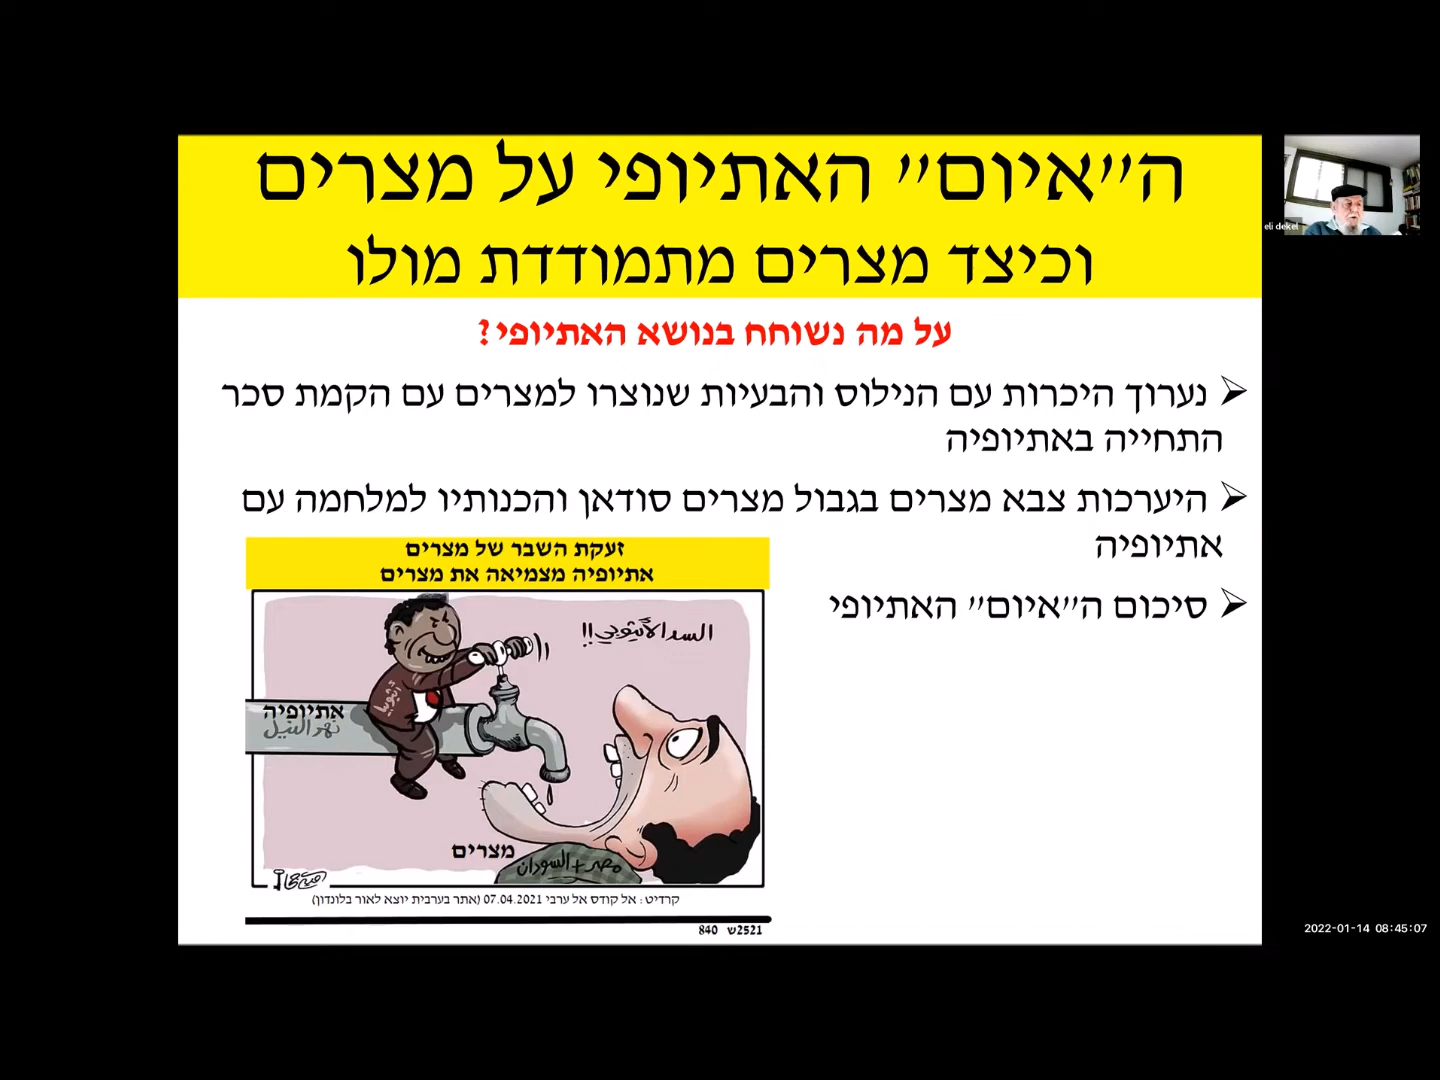 ה״איום״ האתיופי על מצרים
וכיצד מצרים מתמודדת מולו
על מה נשוחח בנושא האתיופי?
נערוך היכרות עם הנילוס והבעיות שנוצרו למצרים עם הקמת סכר
התחייה באתיופיה
היערכות צבא מצרים בגבול מצרים סודאן והכנותיו למלחמה עם
אתיופיה
סיכום ה״איום״ האתיופי
זעקת השבר של מצרים
אתיופיה מצמיאה את מצרים
السد الأثيوبي!!
أثيوبيا
אתיופיה
نهر النيل
מצרים
مصر + السودان
קרדיט : אל קודס אל ערבי 07.04.2021 (אתר בערבית יוצא לאור בלונדון)
2521ש 840
eli dekel
2022-01-14 08:45:07